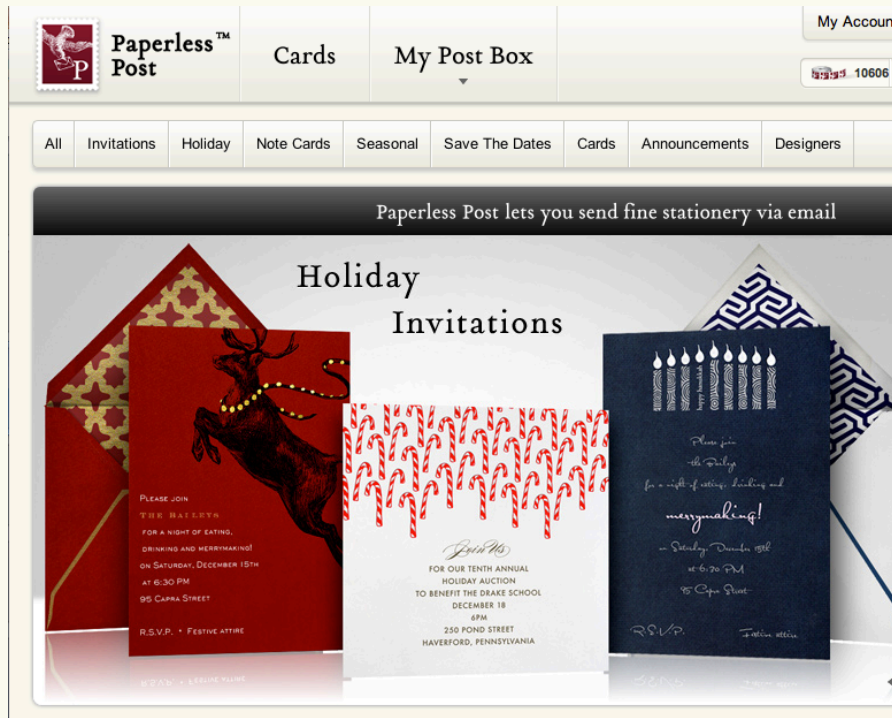 Paperless™
Post
P
Cards
My Post Box
My Accoun
10606
All
Invitations
Holiday
Note Cards
Seasonal
Save The Dates
Cards
Announcements
Designers
Paperless Post lets you send fine stationery via email
Holiday
Invitations
PLEASE JOIN
THE BAILEYS
FOR A NIGHT OF EATING,
DRINKING AND MERRYMAKING!
ON SATURDAY, DECEMBER 15TH
AT 6:30 PM
95 CAPRA STREET
R.S.V.P. • FESTIVE ATTIRE
Join Us
FOR OUR TENTH ANNUAL
HOLIDAY AUCTION
TO BENEFIT THE DRAKE SCHOOL
DECEMBER 18
6PM
250 POND STREET
HAVERFORD, PENNSYLVANIA
happy hanukkah
Please join
the Baileys
for a night of eating, drinking and
merrymaking!
on Saturday, December 15th
at 6:30 PM
95 Capra Street
R.S.V.P.
Festive attire